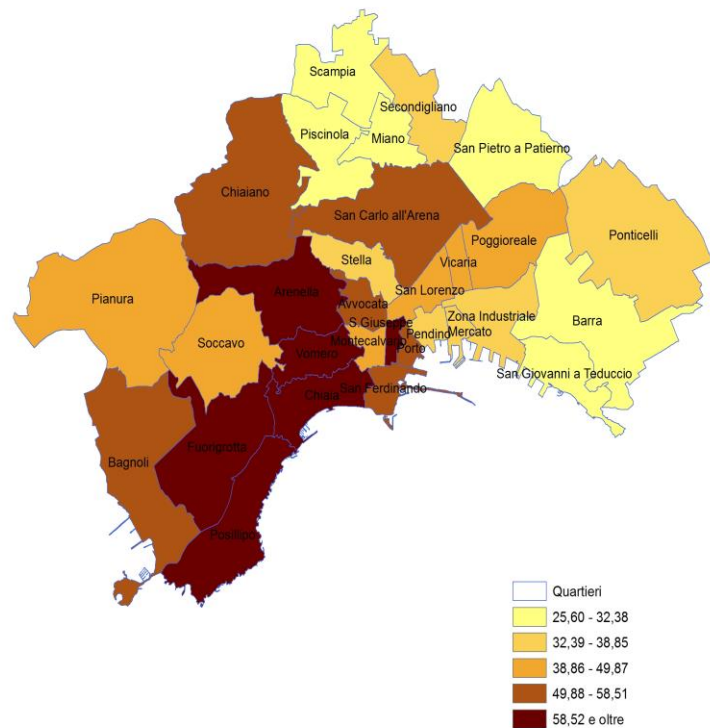 Scampia
Secondigliano
Piscinola
Miano
San Pietro a Patierno
Chiaiano
San Carlo all'Arena
Ponticelli
Poggioreale
Stella
Vicaria
Arenella
San Lorenzo
Pianura
Avvocata
Zona Industriale
S.Giuseppe
Pendino
Mercato
Barra
Soccavo
Montecalvario
Porto
Vomero
San Giovanni a Teduccio
Chiaia
San Ferdinando
Fuorigrotta
Bagnoli
Posillipo
Quartieri
25,60 - 32,38
32,39 - 38,85
38,86 - 49,87
49,88 - 58,51
58,52 e oltre